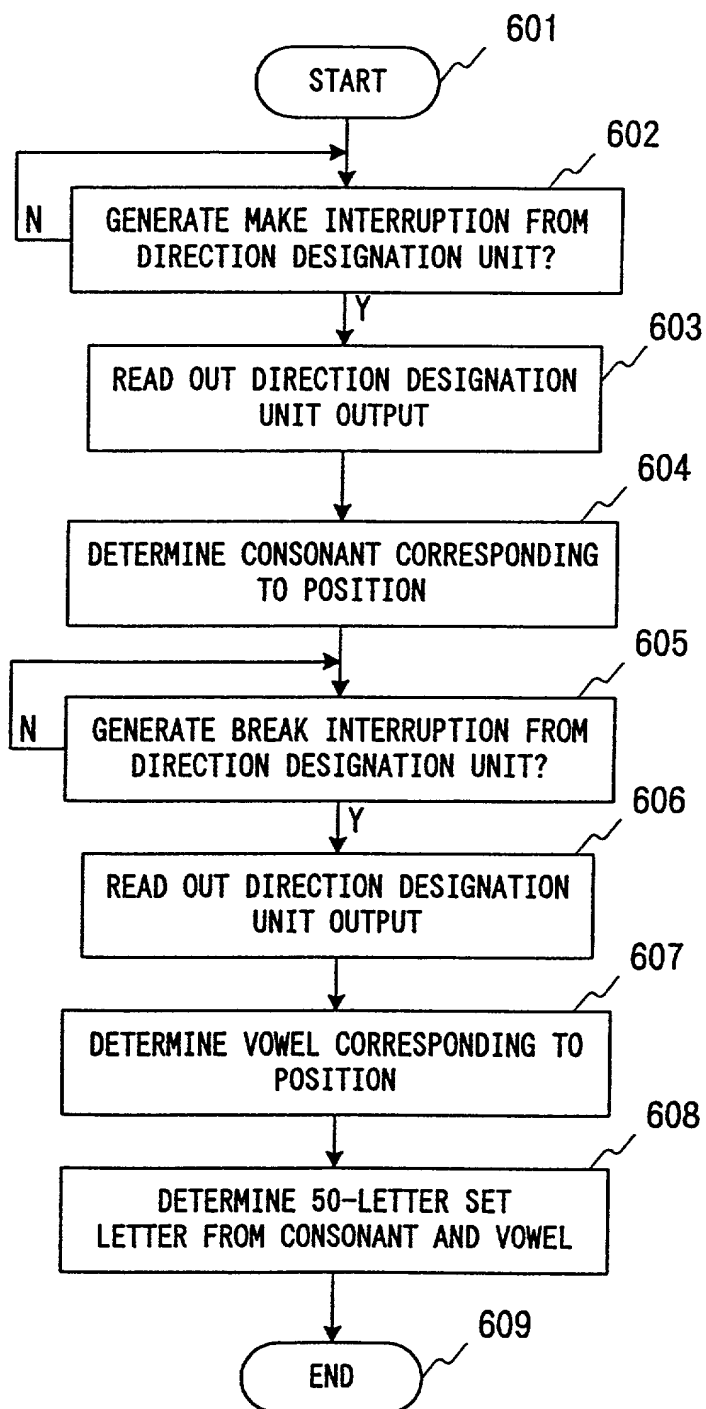 601
START
602
N
GENERATE MAKE INTERRUPTION FROM
DIRECTION DESIGNATION UNIT?
Y
603
READ OUT DIRECTION DESIGNATION
UNIT OUTPUT
604
DETERMINE CONSONANT CORRESPONDING
TO POSITION
605
N
GENERATE BREAK INTERRUPTION FROM
DIRECTION DESIGNATION UNIT?
Y
606
READ OUT DIRECTION DESIGNATION
UNIT OUTPUT
607
DETERMINE VOWEL CORRESPONDING TO
POSITION
608
DETERMINE 50-LETTER SET
LETTER FROM CONSONANT AND VOWEL
609
END